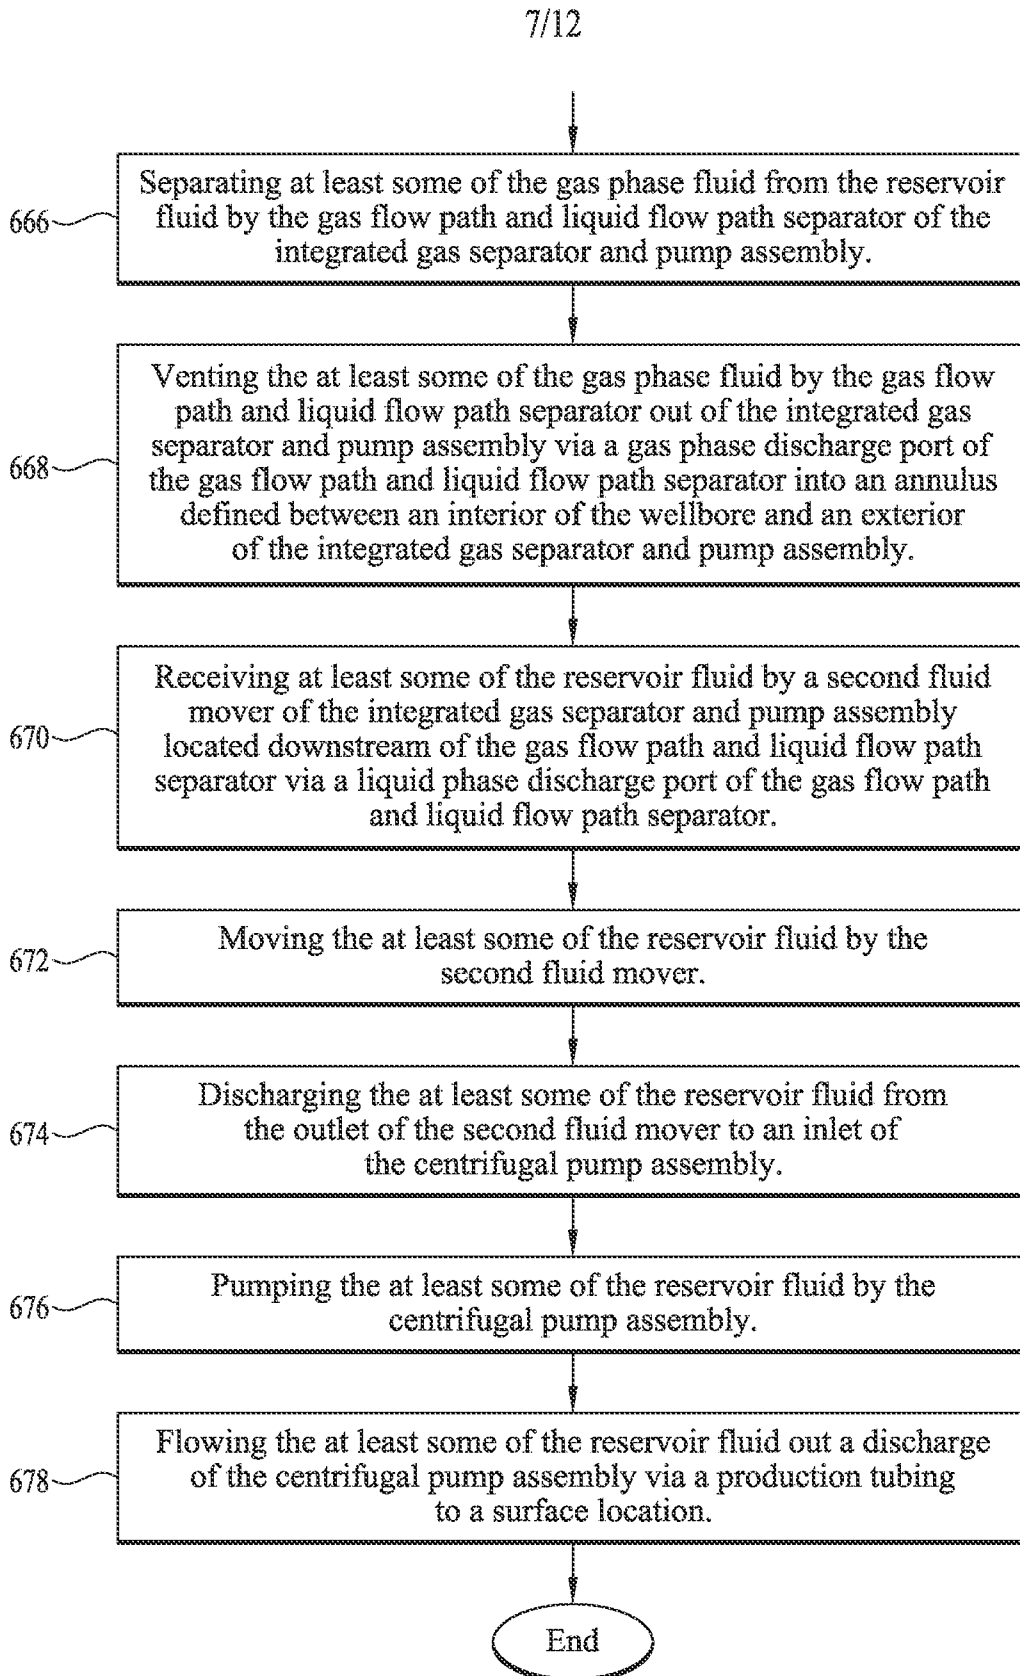 7/12
666
Separating at least some of the gas phase fluid from the reservoir
fluid by the gas flow path and liquid flow path separator of the
integrated gas separator and pump assembly.
668
Venting the at least some of the gas phase fluid by the gas flow
path and liquid flow path separator out of the integrated gas
separator and pump assembly via a gas phase discharge port of
the gas flow path and liquid flow path separator into an annulus
defined between an interior of the wellbore and an exterior
of the integrated gas separator and pump assembly.
670
Receiving at least some of the reservoir fluid by a second fluid
mover of the integrated gas separator and pump assembly
located downstream of the gas flow path and liquid flow path
separator via a liquid phase discharge port of the gas flow path
and liquid flow path separator.
672
Moving the at least some of the reservoir fluid by the
second fluid mover.
674
Discharging the at least some of the reservoir fluid from
the outlet of the second fluid mover to an inlet of
the centrifugal pump assembly.
676
Pumping the at least some of the reservoir fluid by the
centrifugal pump assembly.
678
Flowing the at least some of the reservoir fluid out a discharge
of the centrifugal pump assembly via a production tubing
to a surface location.
End